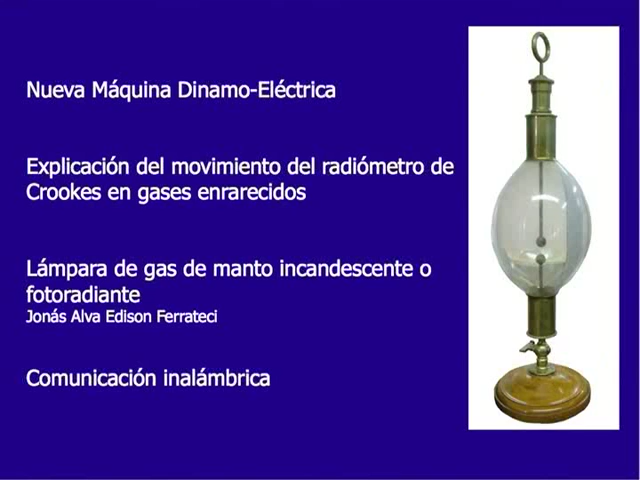 Nueva Máquina Dinamo-Eléctrica
Explicación del movimiento del radiómetro de
Crookes en gases enrarecidos
Lámpara de gas de manto incandescente o
fotoradiante
Jonás Alva Edison Ferrateci
Comunicación inalámbrica